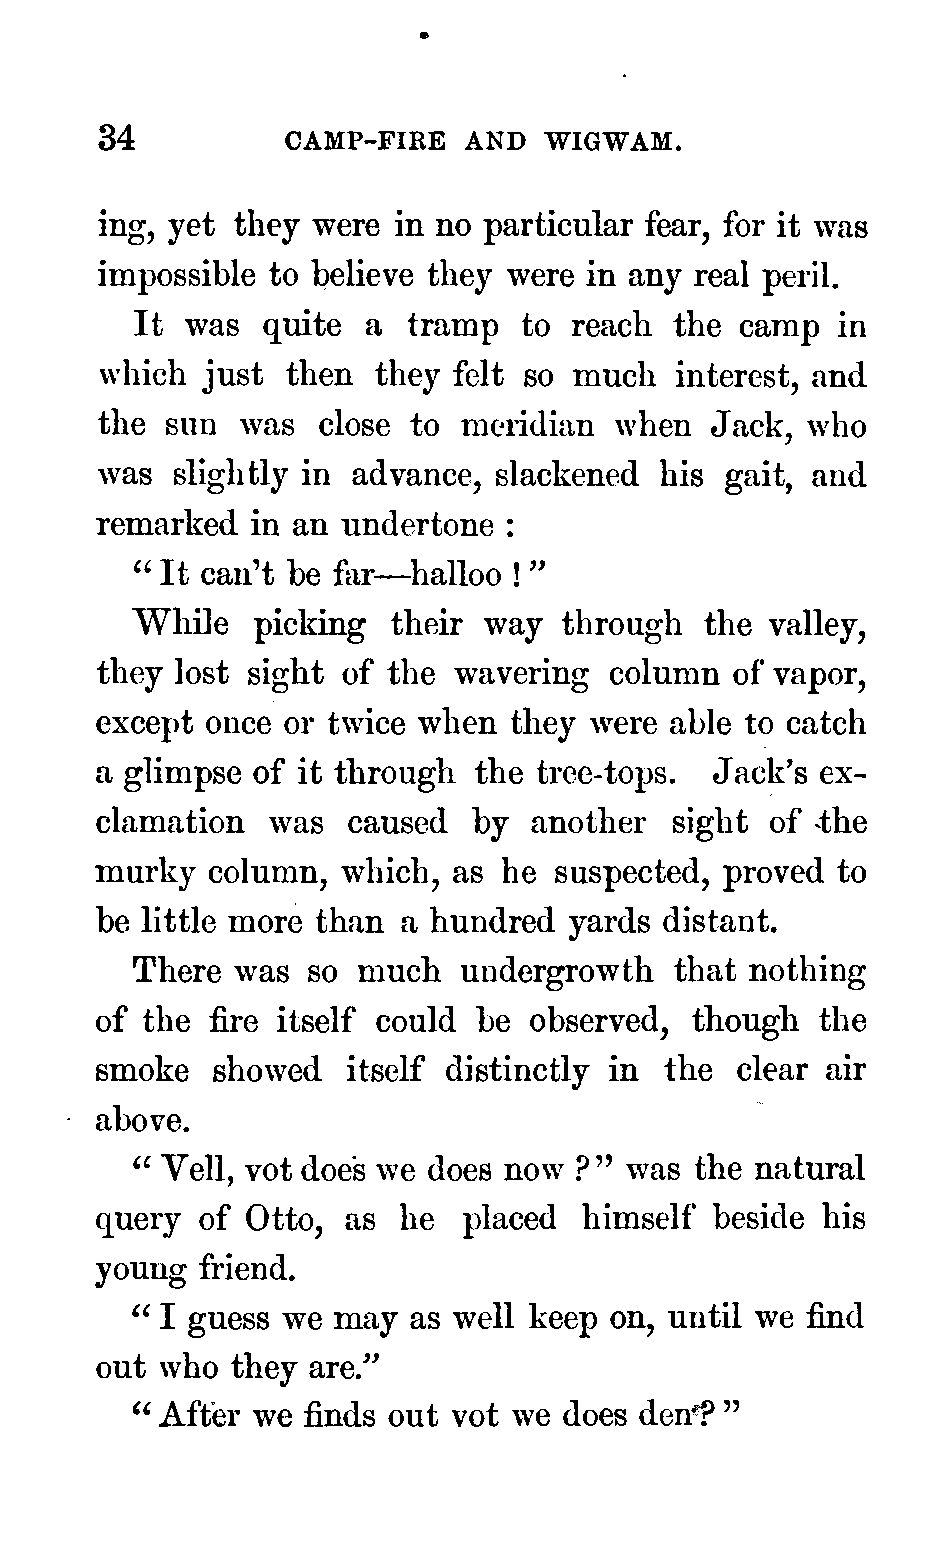 34 CAMP-FIRE AND WIGWAM.
ing, yet they were in no particular fear, for it was
impossible to believe they were in any real peril.
It was quite a tramp to reach the camp in
which just then they felt so much interest, and
the sun was close to meridian when Jack, who
was slightly in advance, slackened his gait, and
remarked in an undertone :
“ It can’t be far—halloo ! ”
While picking their way through the valley,
they lost sight of the wavering column of vapor,
except once or twice when they were able to catch
a glimpse of it through the tree-tops. Jack’s ex-
clamation was caused by another sight of the
murky column, which, as he suspected, proved to
be little more than a hundred yards distant.
There was so much undergrowth that nothing
of the fire itself could be observed, though the
smoke showed itself distinctly in the clear air
above.
“ Vell, vot does we does now ?” was the natural
query of Otto, as he placed himself beside his
young friend.
“ I guess we may as well keep on, until we find
out who they are.”
“ After we finds out vot we does den ? ”